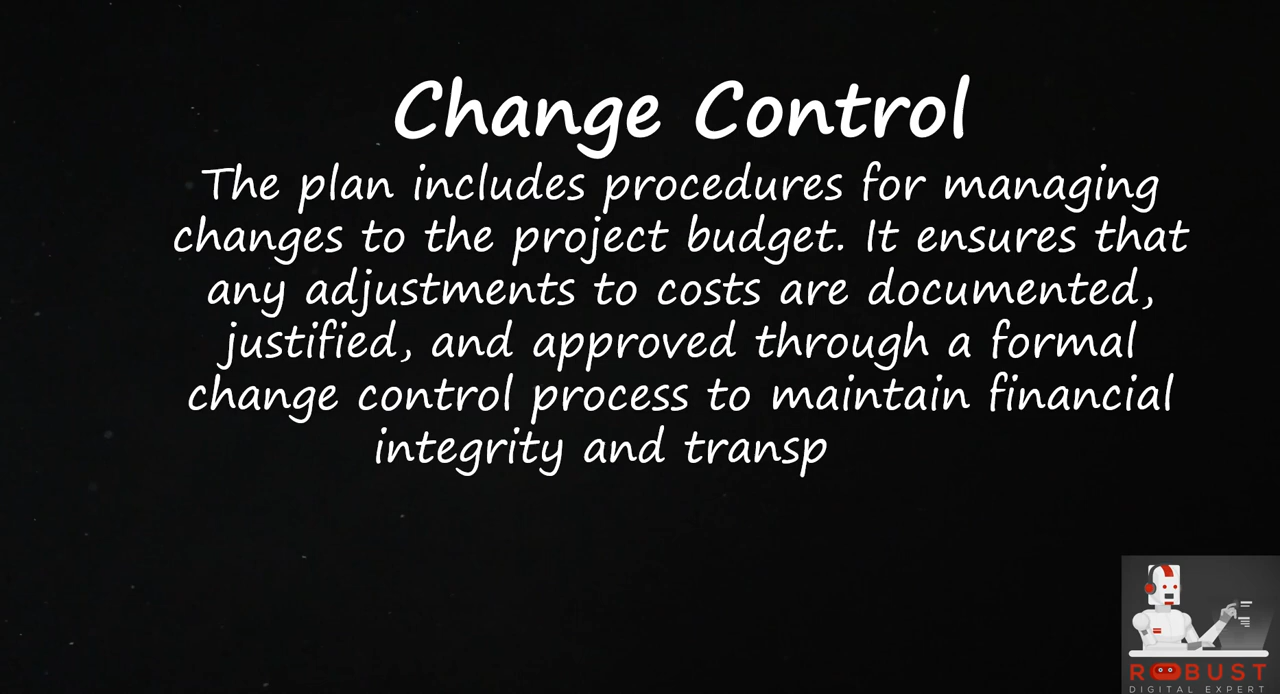 Change Control
The plan includes procedures for managing
changes to the project budget. It ensures that
any adjustments to costs are documented,
justified, and approved through a formal
change control process to maintain financial
integrity and transp
ROBUST
DIGITAL EXPERT